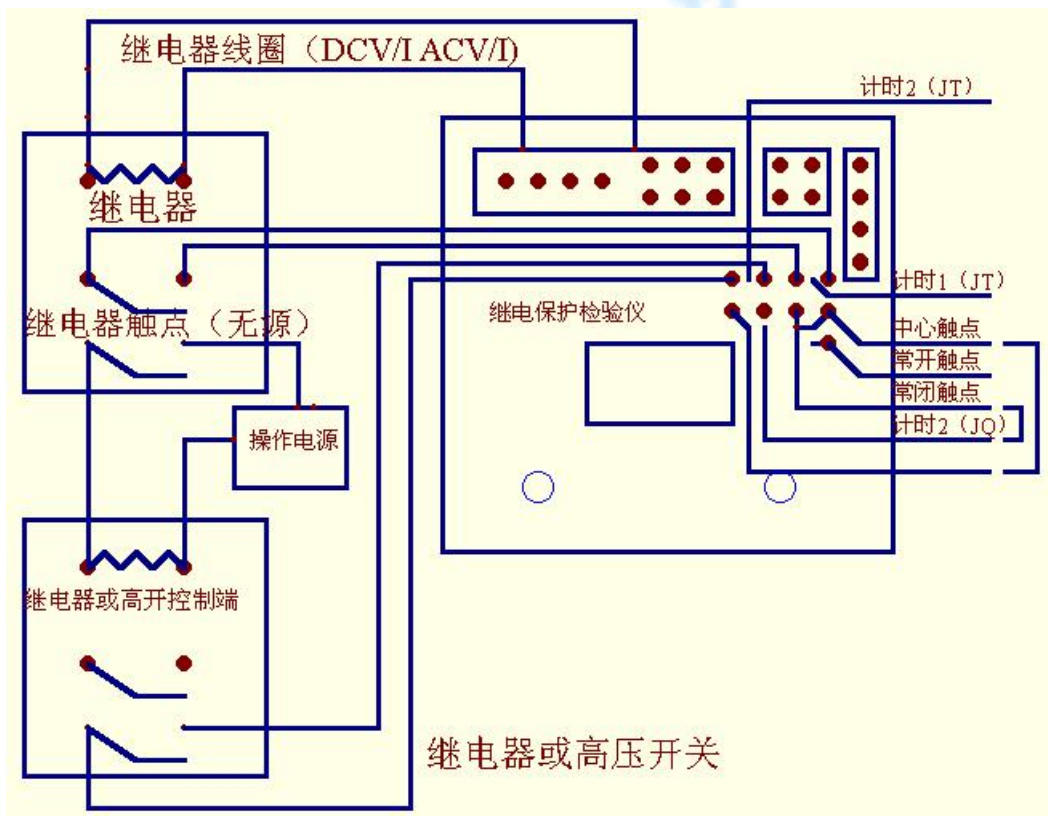 继电器线圈（DCV/I ACV/I)
计时2（JT）
继电器
计时1（JT）
继电器触点（无源）
继电保护检验仪
中心触点
常开触点
常闭触点
计时2（JQ）
操作电源
继电器或高开控制端
继电器或高压开关